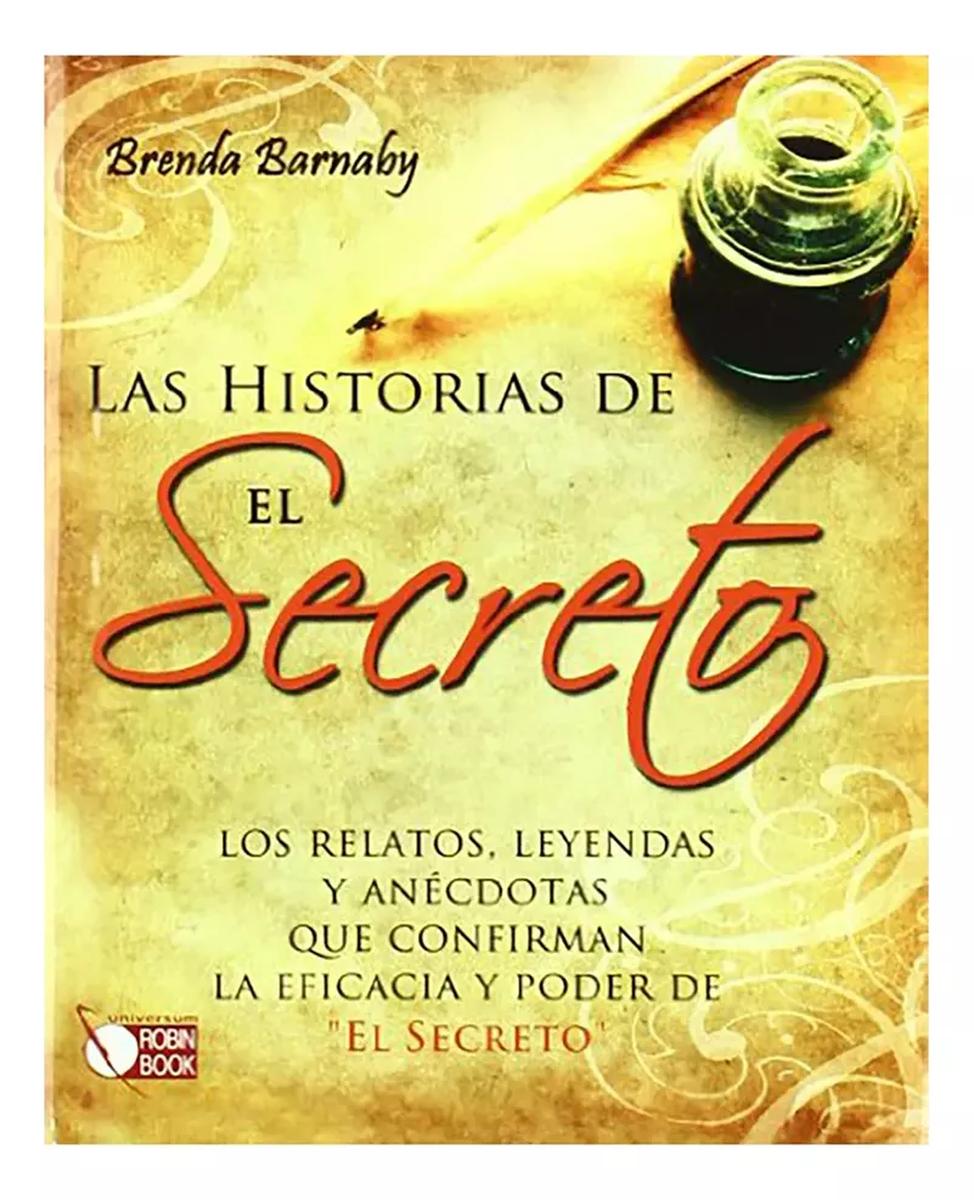 Brenda Barnaby
LAS HISTORIAS DE
EL
Secreto
LOS RELATOS, LEYENDAS
Y ANÉCDOTAS
QUE CONFIRMAN
LA EFICACIA Y PODER DE
"EL SECRETO"
universum
ROBIN
BOOK